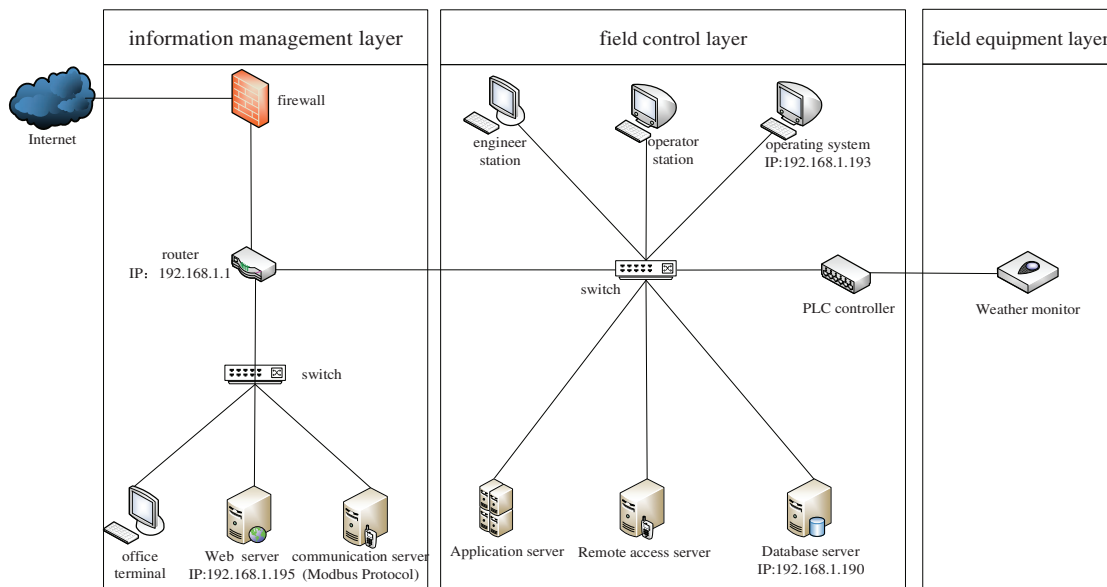 information management layer
field control layer
field equipment layer
Internet
firewall
engineer
station
operator
station
operating system
IP:192.168.1.193
router
IP：192.168.1.1
switch
PLC controller
Weather monitor
switch
office
terminal
Web server
IP:192.168.1.195
communication server
(Modbus Protocol)
Application server
Remote access server
Database server
IP:192.168.1.190